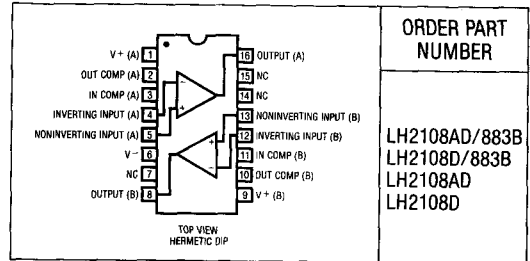 V+ (A) 1
OUT COMP (A) 2
IN COMP (A) 3
INVERTING INPUT (A) 4
NONINVERTING INPUT (A) 5
V− 6
NC 7
OUTPUT (B) 8
16 OUTPUT (A)
15 NC
14 NC
13 NONINVERTING INPUT (B)
12 INVERTING INPUT (B)
11 IN COMP (B)
10 OUT COMP (B)
9 V+ (B)
− +
+ −
TOP VIEW
HERMETIC DIP
ORDER PART
NUMBER
LH2108AD/883B
LH2108D/883B
LH2108AD
LH2108D